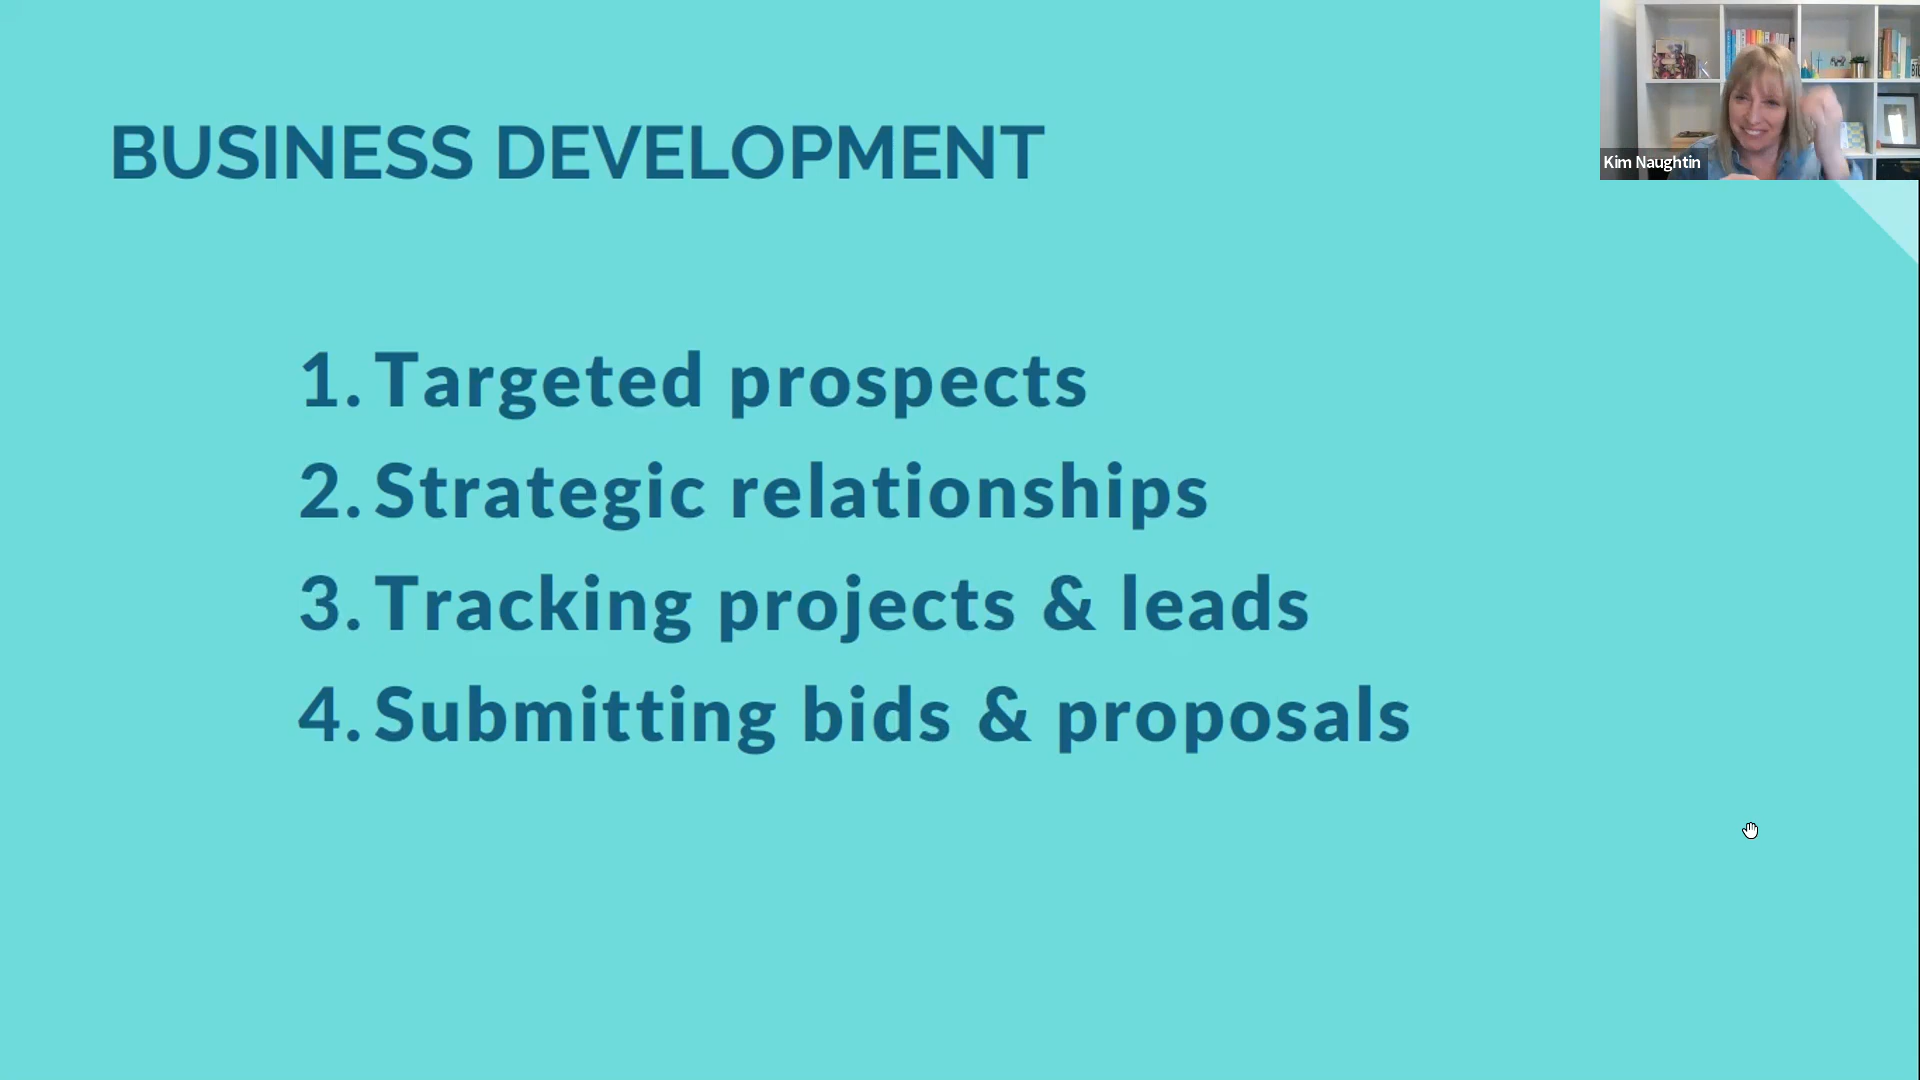 BUSINESS DEVELOPMENT
Kim Naughtin
1. Targeted prospects
2. Strategic relationships
3. Tracking projects & leads
4. Submitting bids & proposals